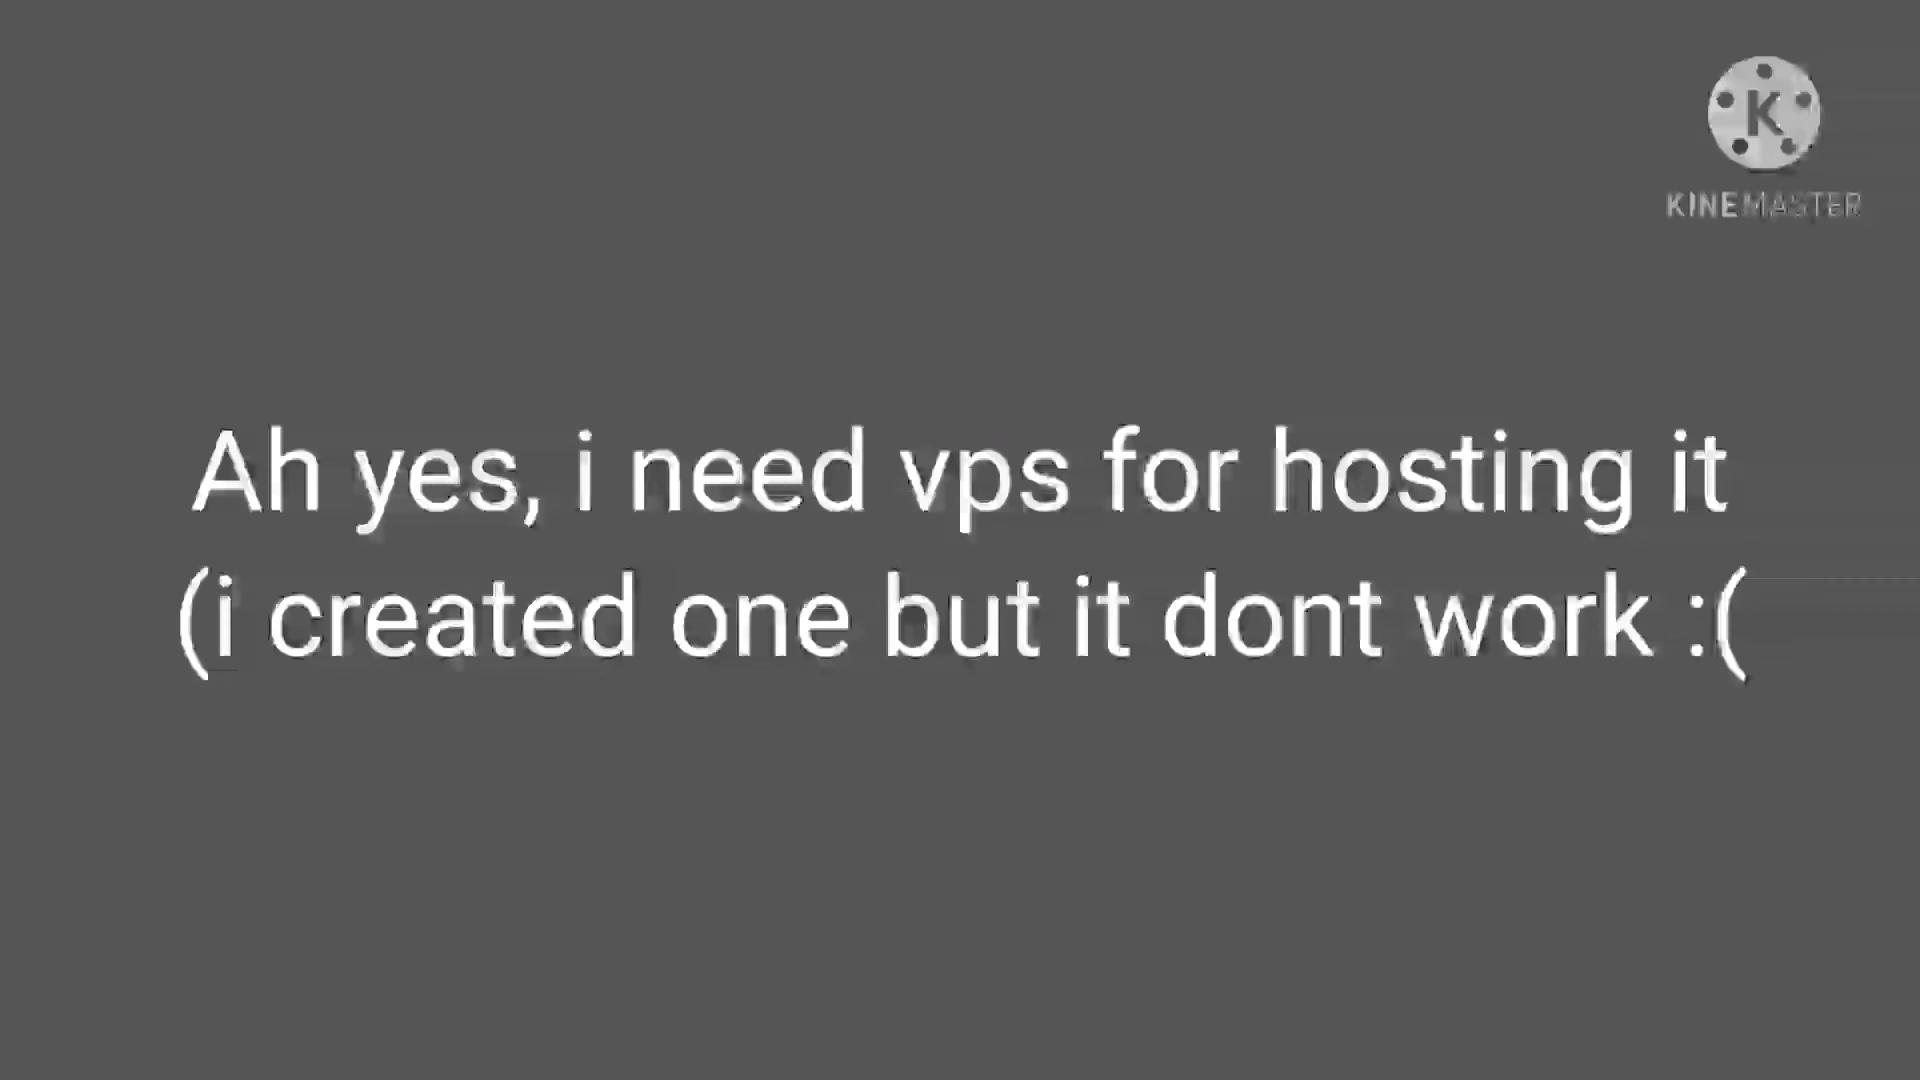 K
KINEMASTER
Ah yes, i need vps for hosting it
(i created one but it dont work :(